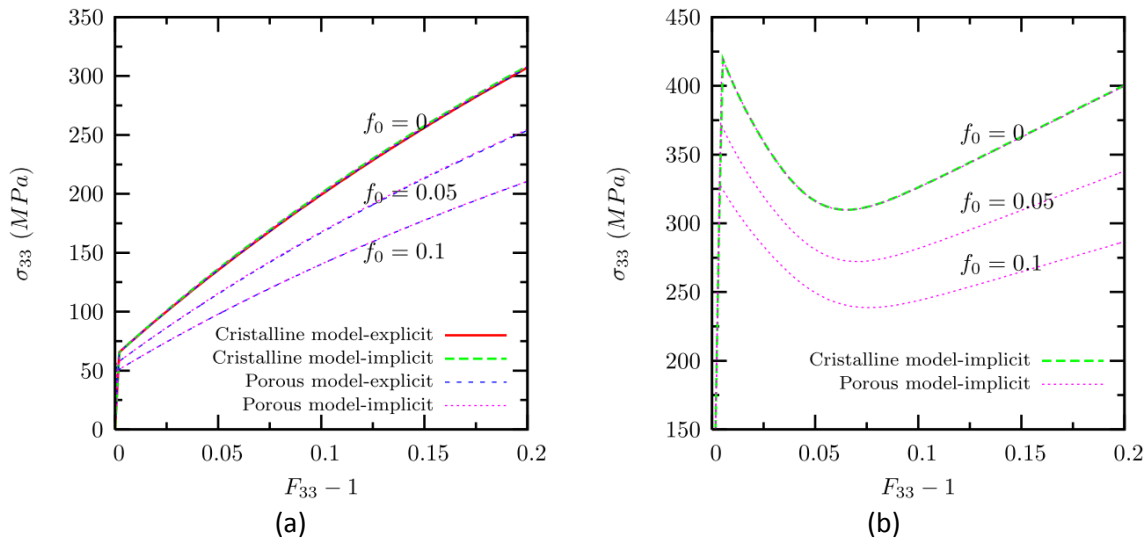 350
300
250
200
150
100
50
0
σ33 (MPa)
f0 = 0
f0 = 0.05
f0 = 0.1
Cristalline model-explicit
Cristalline model-implicit
Porous model-explicit
Porous model-implicit
0 0.05 0.1 0.15 0.2
F33 − 1
(a)
450
400
350
300
250
200
150
σ33 (MPa)
f0 = 0
f0 = 0.05
f0 = 0.1
Cristalline model-implicit
Porous model-implicit
0 0.05 0.1 0.15 0.2
F33 − 1
(b)